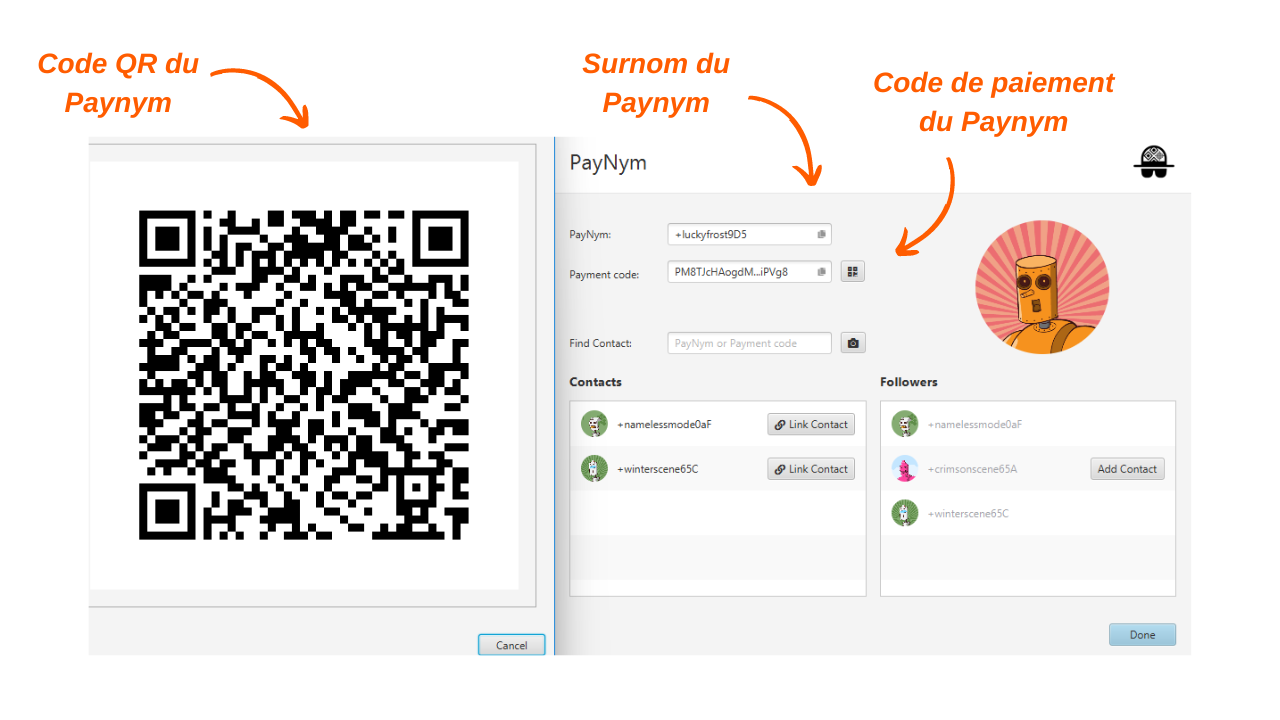 Code QR du
Paynym
Surnom du
Paynym
Code de paiement
du Paynym
PayNym
PayNym:
+luckyfrost9D5
Payment code:
PM8TJcHAogdM...iPVg8
Find Contact:
PayNym or Payment code
Contacts
Followers
+namelessmode0aF
Link Contact
+namelessmode0aF
+winterscene65C
Link Contact
+crimsonscene65A
Add Contact
+winterscene65C
Cancel
Done